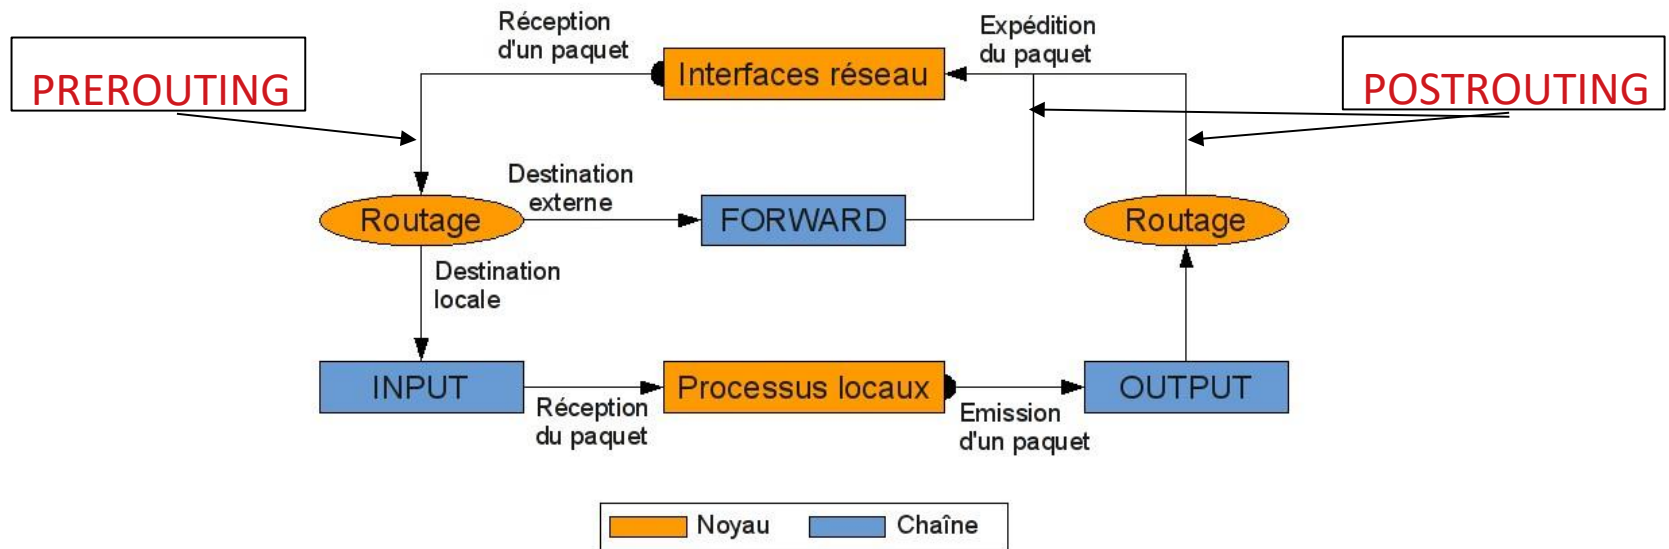 Réception
d'un paquet
Expédition
du paquet
PREROUTING
Interfaces réseau
POSTROUTING
Destination
externe
Routage
FORWARD
Routage
Destination
locale
INPUT
Réception
du paquet
Processus locaux
Emission
d'un paquet
OUTPUT
Noyau
Chaîne